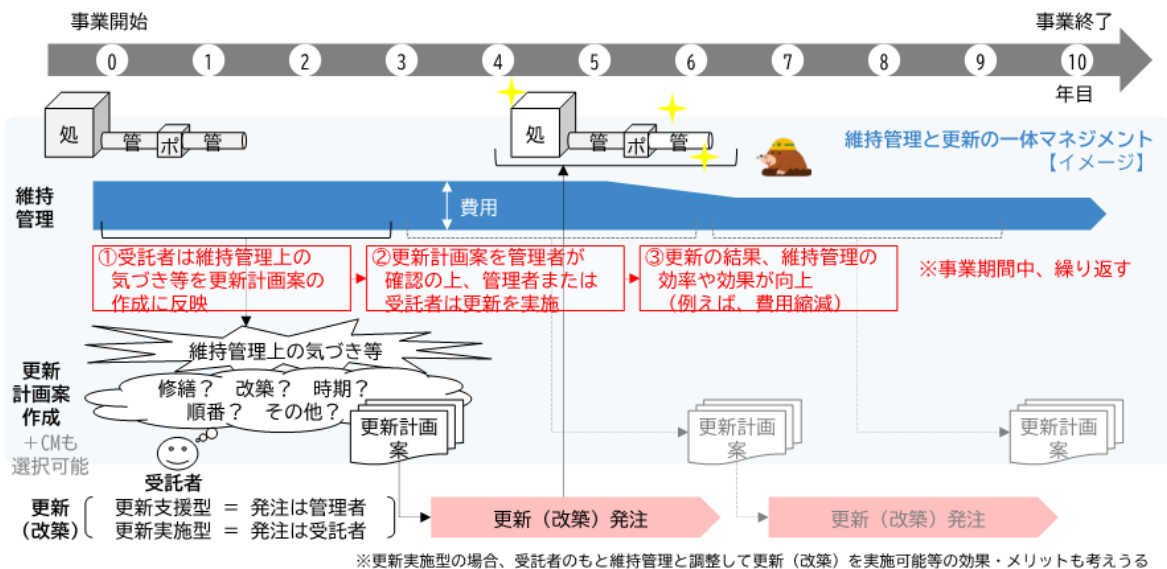 事業開始
事業終了
0 1 2 3 4 5 6 7 8 9 10
年目
処 管 ポ 管
処 管 ポ 管
維持管理と更新の一体マネジメント
【イメージ】
維持
管理
費用
①受託者は維持管理上の
気づき等を更新計画案の
作成に反映
②更新計画案を管理者が
確認の上、管理者または
受託者は更新を実施
③更新の結果、維持管理の
効率や効果が向上
（例えば、費用縮減）
※事業期間中、繰り返す
維持管理上の気づき等
修繕？ 改築？ 時期？
順番？ その他？
更新
計画案
作成
＋CMも
選択可能
受託者
更新計画
案
更新計画
案
更新計画
案
更新
（改築）
更新支援型 ＝ 発注は管理者
更新実施型 ＝ 発注は受託者
更新（改築）発注
更新（改築）発注
※更新実施型の場合、受託者のもと維持管理と調整して更新（改築）を実施可能等の効果・メリットも考えうる